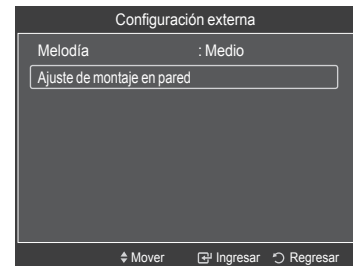 Configuración externa
Melodía : Medio
Ajuste de montaje en pared
Mover Ingresar Regresar